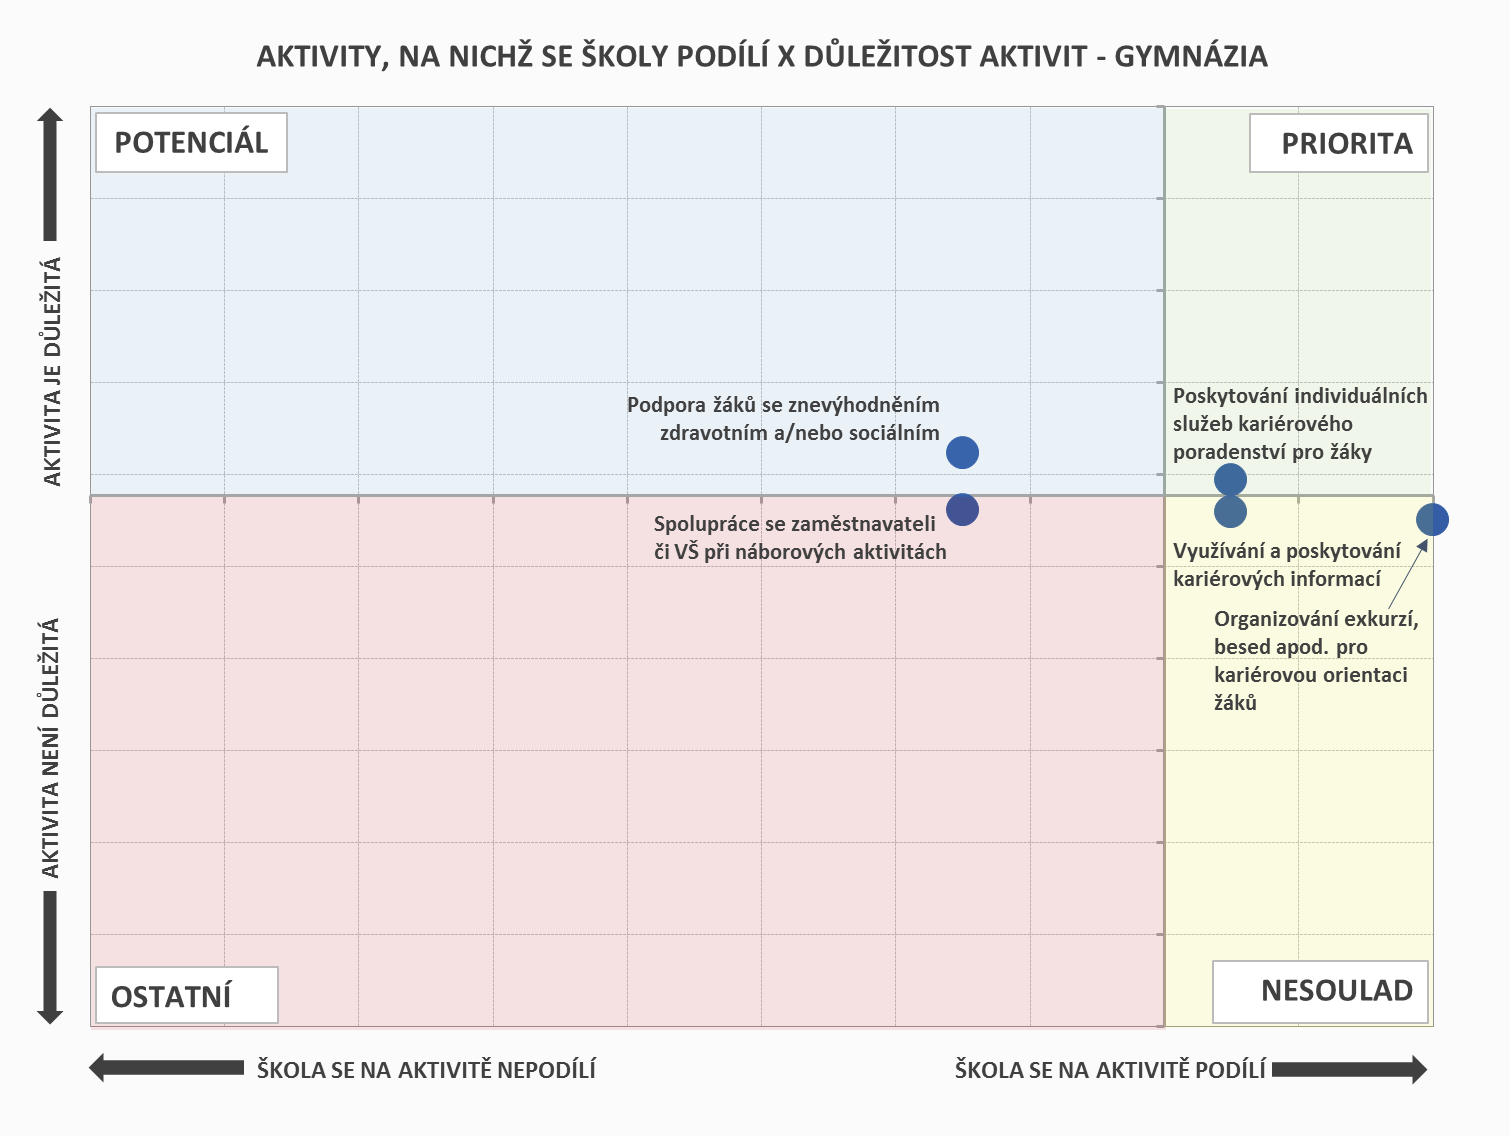 AKTIVITY, NA NICHŽ SE ŠKOLY PODÍLÍ X DŮLEŽITOST AKTIVIT - GYMNÁZIA
POTENCIÁL
PRIORITA
AKTIVITA JE DŮLEŽITÁ
Podpora žáků se znevýhodněním
zdravotním a/nebo sociálním
Poskytování individuálních
služeb kariérového
poradenství pro žáky
Spolupráce se zaměstnavateli
či VŠ při náborových aktivitách
Využívání a poskytování
kariérových informací
Organizování exkurzí,
besed apod. pro
kariérovou orientaci
žáků
AKTIVITA NENÍ DŮLEŽITÁ
OSTATNÍ
NESOULAD
ŠKOLA SE NA AKTIVITĚ NEPODÍLÍ
ŠKOLA SE NA AKTIVITĚ PODÍLÍ